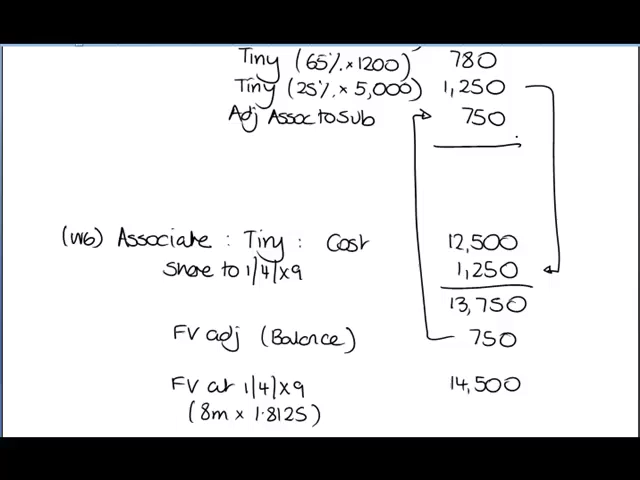 Tiny (65% × 1200) 780
Tiny (25% × 5,000) 1,250
Adj Assoc to Sub 750
(W6) Associate : Tiny : Cost 12,500
Share to 1/4/X9 1,250
13,750
FV adj (Balance) 750
FV at 1/4/X9 14,500
(8m × 1.8125)